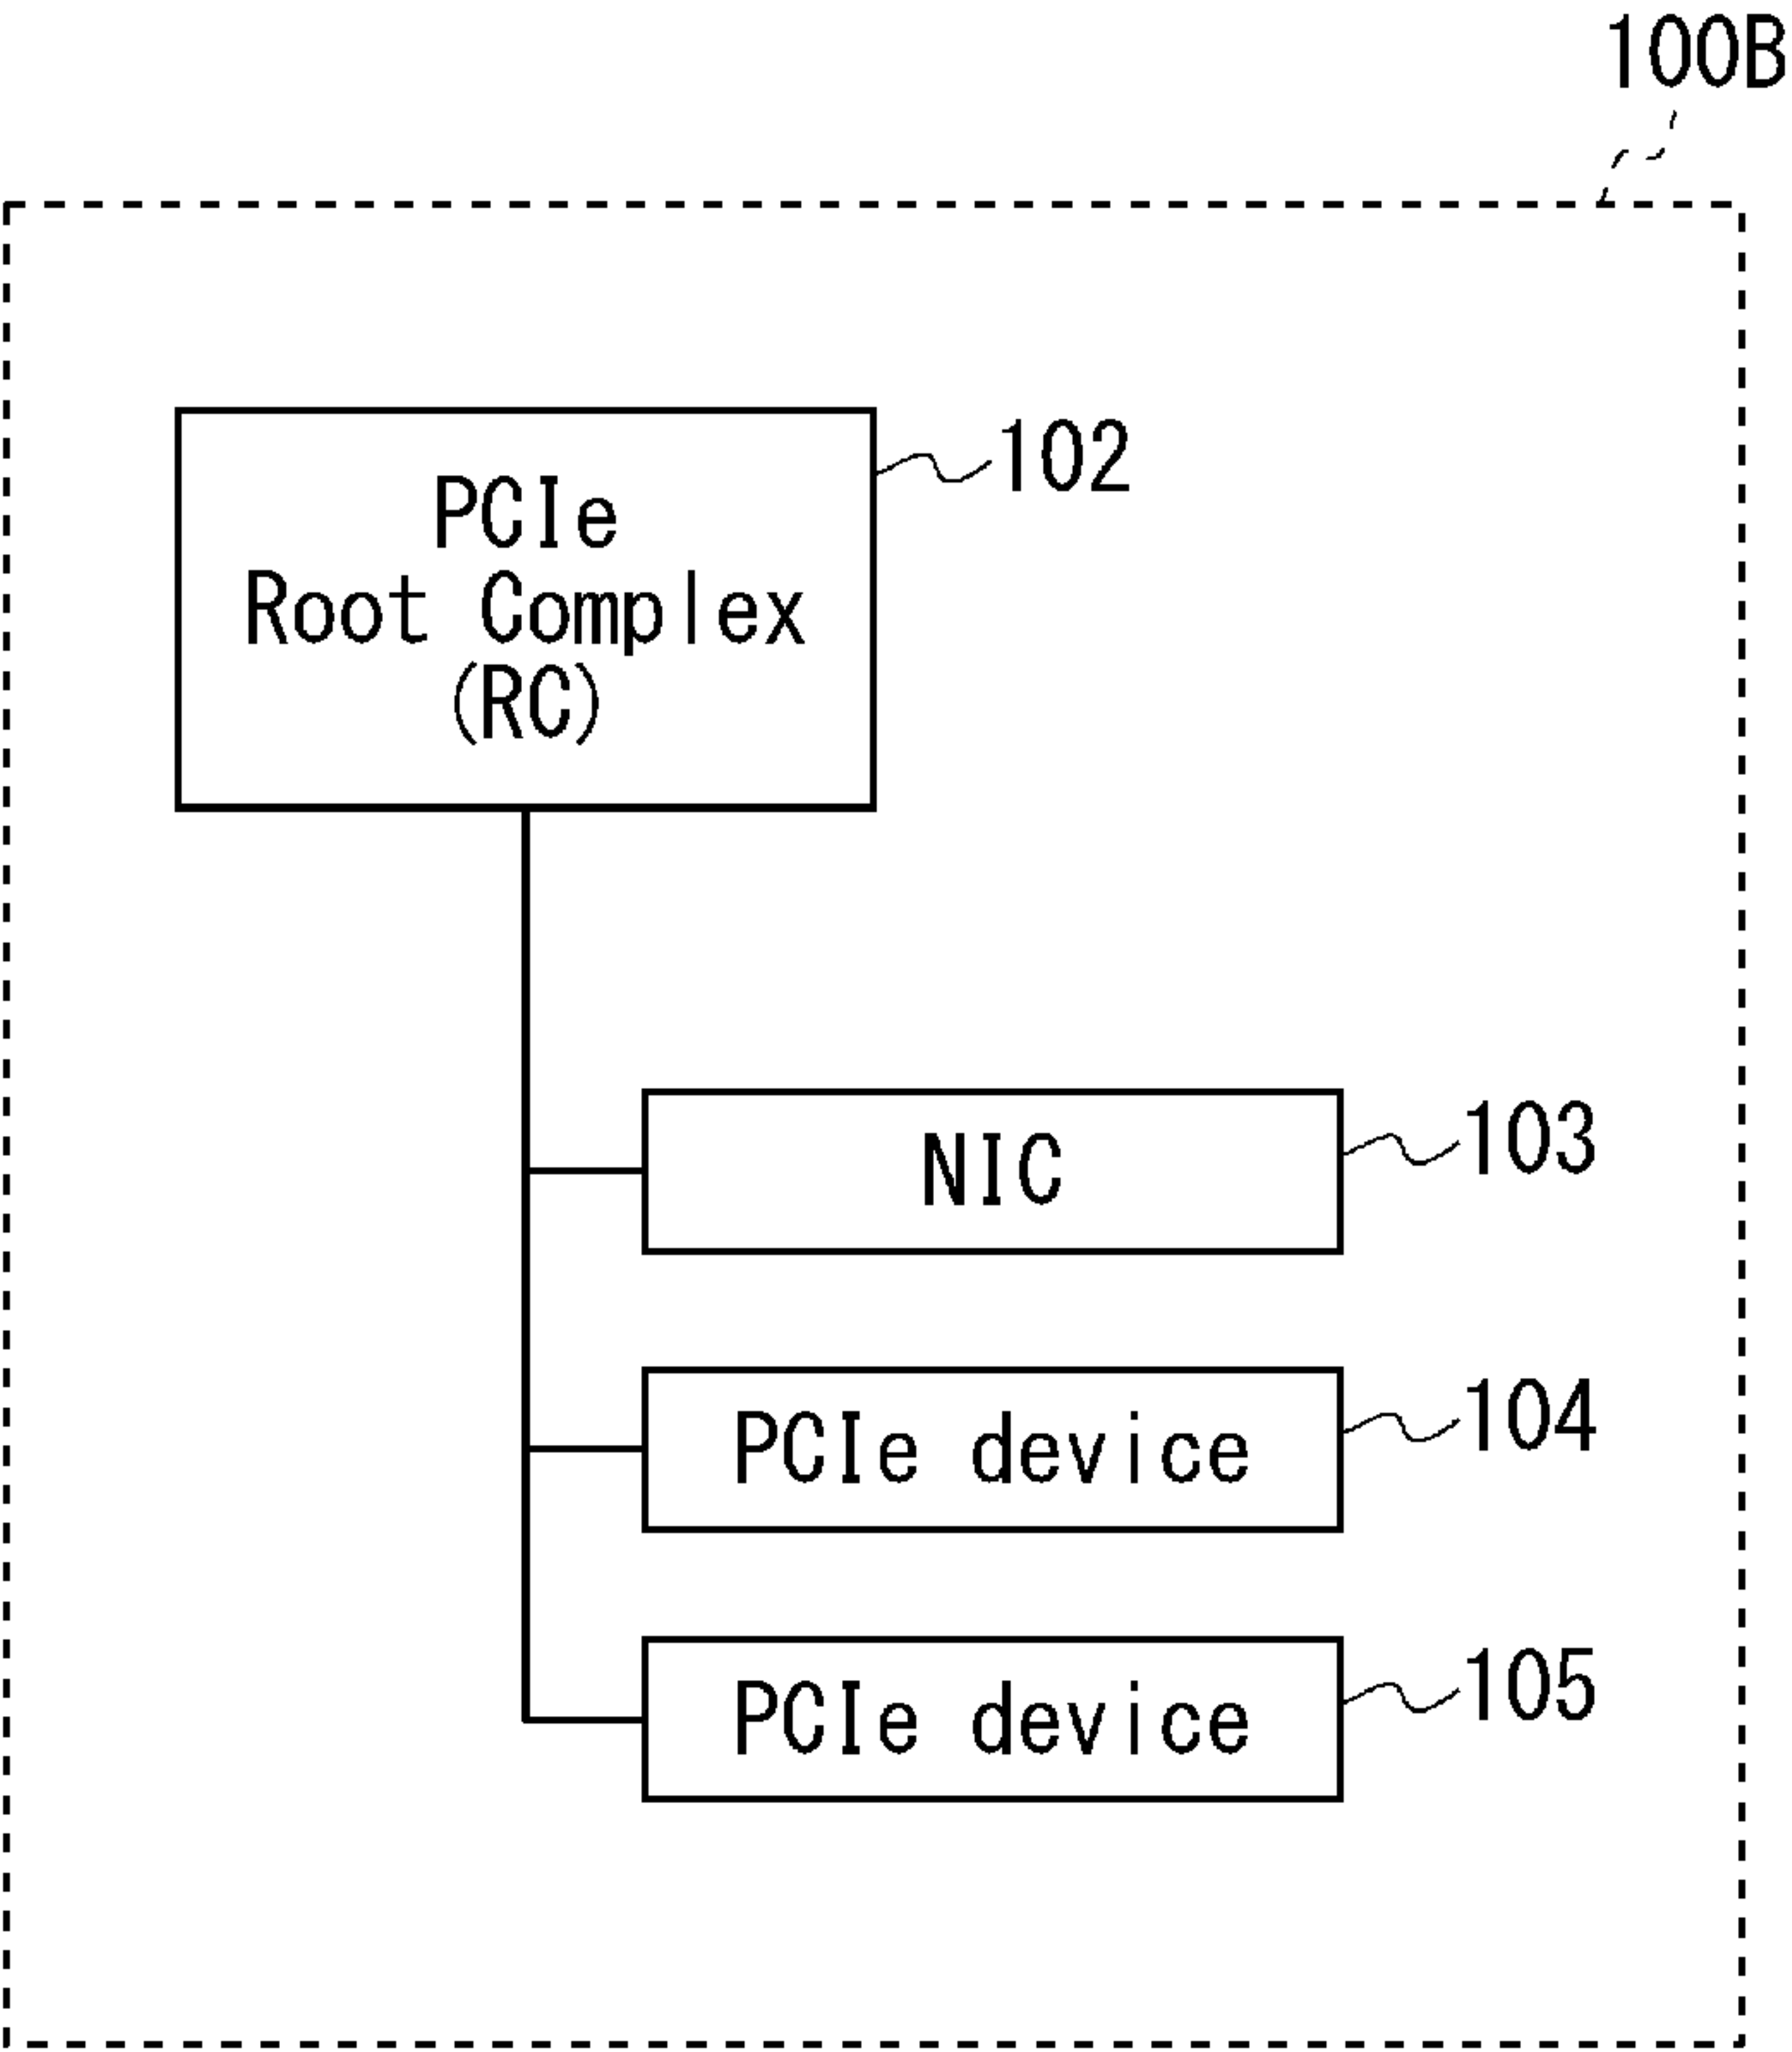 100B
PCIe
Root Complex
(RC)
102
NIC
103
PCIe device
104
PCIe device
105